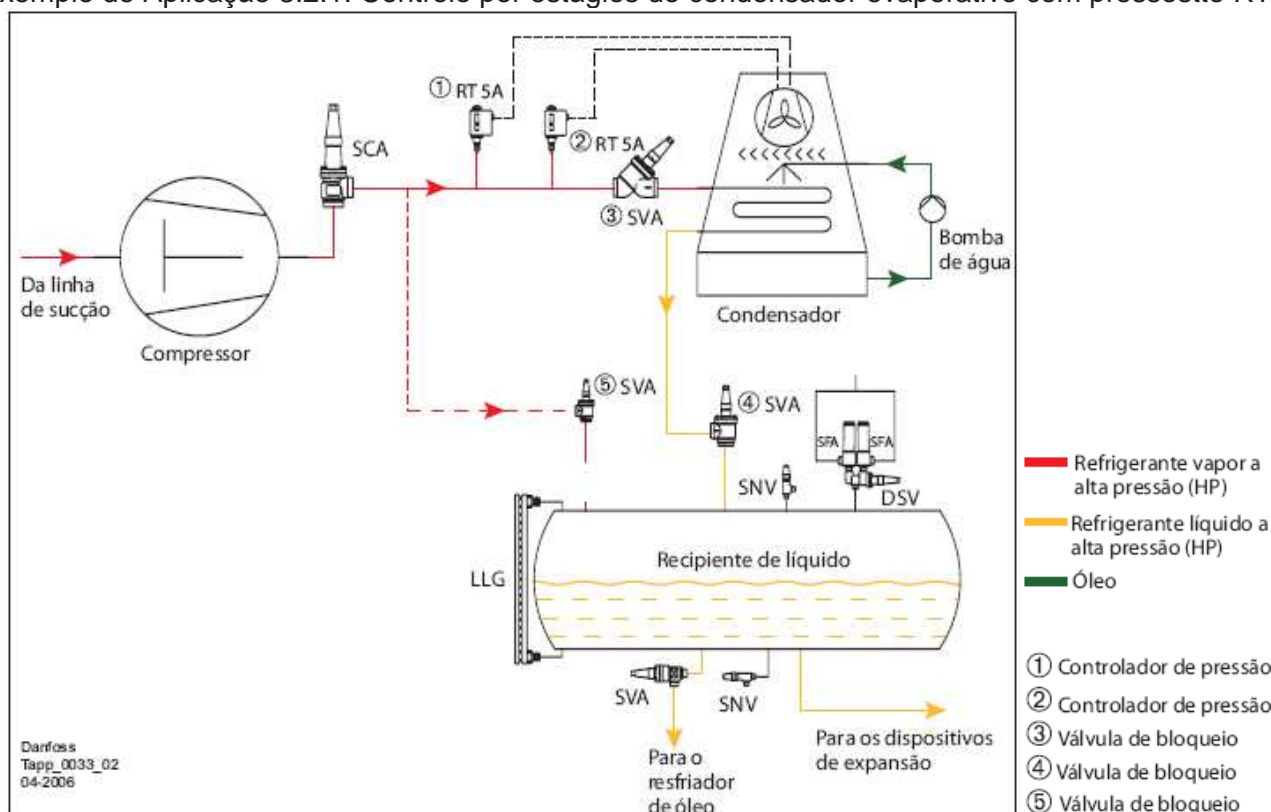 xemplo de Aplicação 3.2.1: Controle por estágios do condensador evaporativo com pressostto RT
① RT 5A
② RT 5A
SCA
③ SVA
Bomba
de água
Da linha
de sucção
Condensador
Compressor
⑤ SVA
④ SVA
SFA SFA
SNV
DSV
LLG
Recipiente de líquido
SVA
SNV
Para o
resfriador
de óleo
Para os dispositivos
de expansão
Danfoss
Tapp_0033_02
04-2006
Refrigerante vapor a
alta pressão (HP)
Refrigerante líquido a
alta pressão (HP)
Óleo
① Controlador de pressão
② Controlador de pressão
③ Válvula de bloqueio
④ Válvula de bloqueio
⑤ Válvula de bloqueio